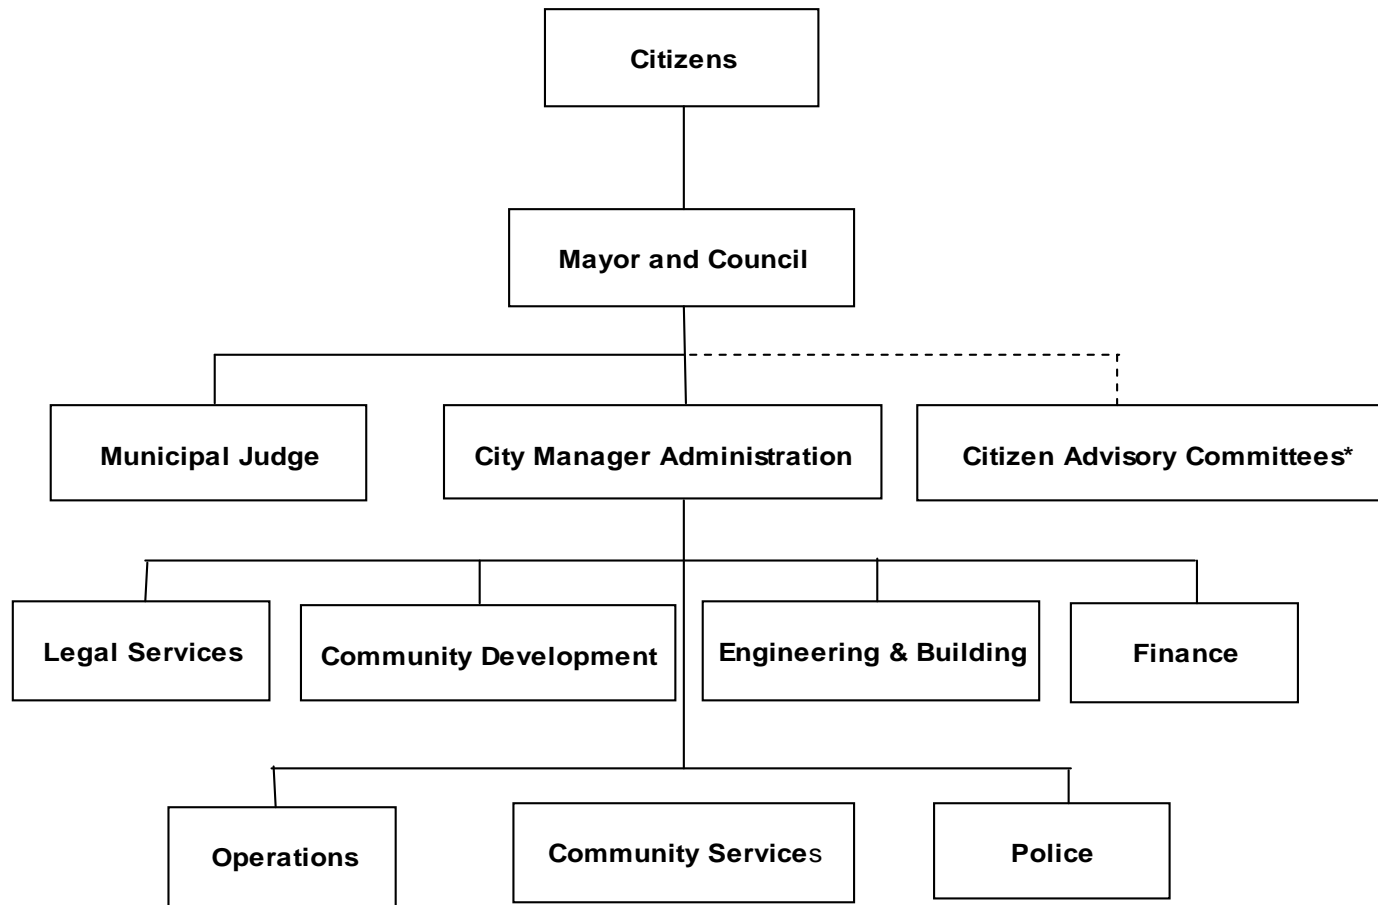 Citizens
Mayor and Council
Municipal Judge
City Manager Administration
Citizen Advisory Committees*
Legal Services
Community Development
Engineering & Building
Finance
Operations
Community Services
Police